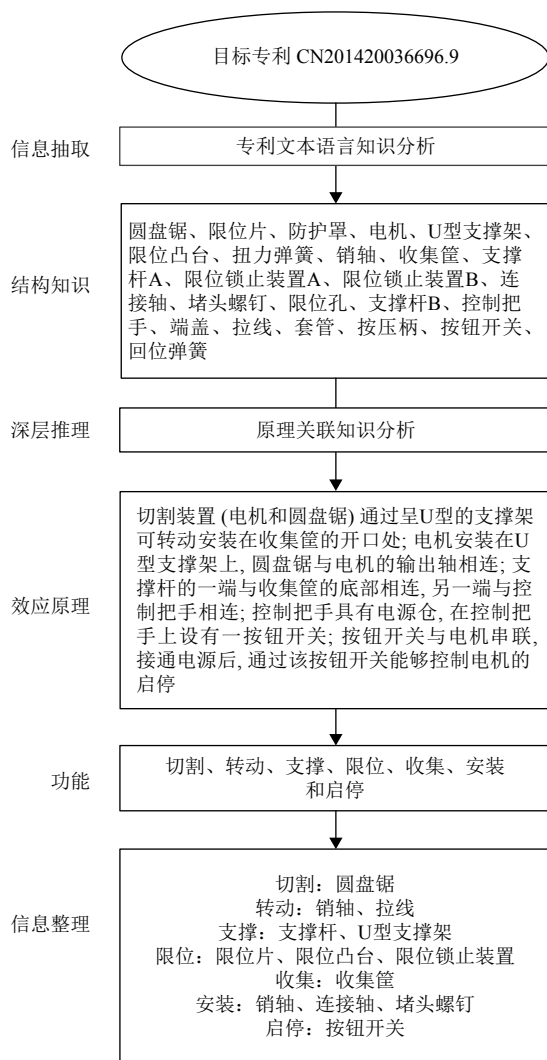 目标专利 CN201420036696.9
信息抽取
专利文本语言知识分析
结构知识
圆盘锯、限位片、防护罩、电机、U型支撑架、
限位凸台、扭力弹簧、销轴、收集筐、支撑
杆A、限位锁止装置A、限位锁止装置B、连
接轴、堵头螺钉、限位孔、支撑杆B、控制把
手、端盖、拉线、套管、按压柄、按钮开关、
回位弹簧
深层推理
原理关联知识分析
效应原理
切割装置 (电机和圆盘锯) 通过呈U型的支撑架
可转动安装在收集筐的开口处; 电机安装在U
型支撑架上, 圆盘锯与电机的输出轴相连; 支
撑杆的一端与收集筐的底部相连, 另一端与控
制把手相连; 控制把手具有电源仓, 在控制把
手上设有一按钮开关; 按钮开关与电机串联,
接通电源后, 通过该按钮开关能够控制电机的
启停
功能
切割、转动、支撑、限位、收集、安装
和启停
信息整理
切割：圆盘锯
转动：销轴、拉线
支撑：支撑杆、U型支撑架
限位：限位片、限位凸台、限位锁止装置
收集：收集筐
安装：销轴、连接轴、堵头螺钉
启停：按钮开关